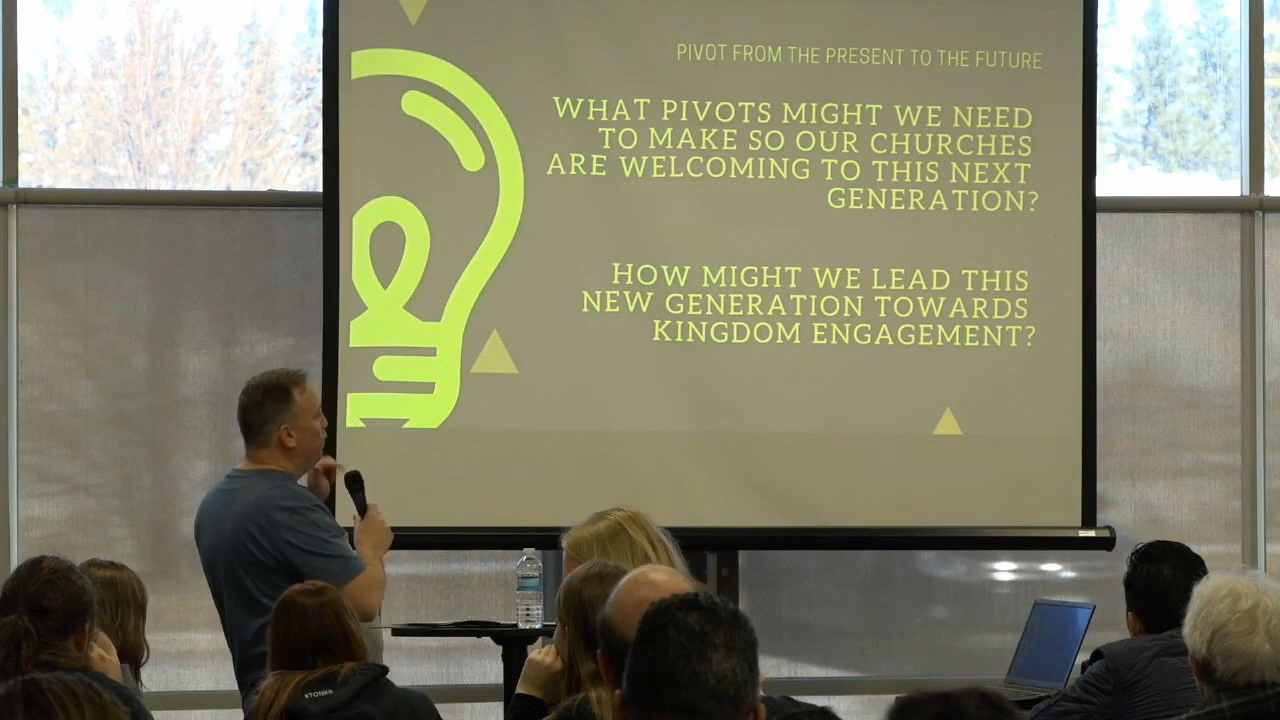 PIVOT FROM THE PRESENT TO THE FUTURE
WHAT PIVOTS MIGHT WE NEED
TO MAKE SO OUR CHURCHES
ARE WELCOMING TO THIS NEXT
GENERATION?
HOW MIGHT WE LEAD THIS
NEW GENERATION TOWARDS
KINGDOM ENGAGEMENT?
STONKS